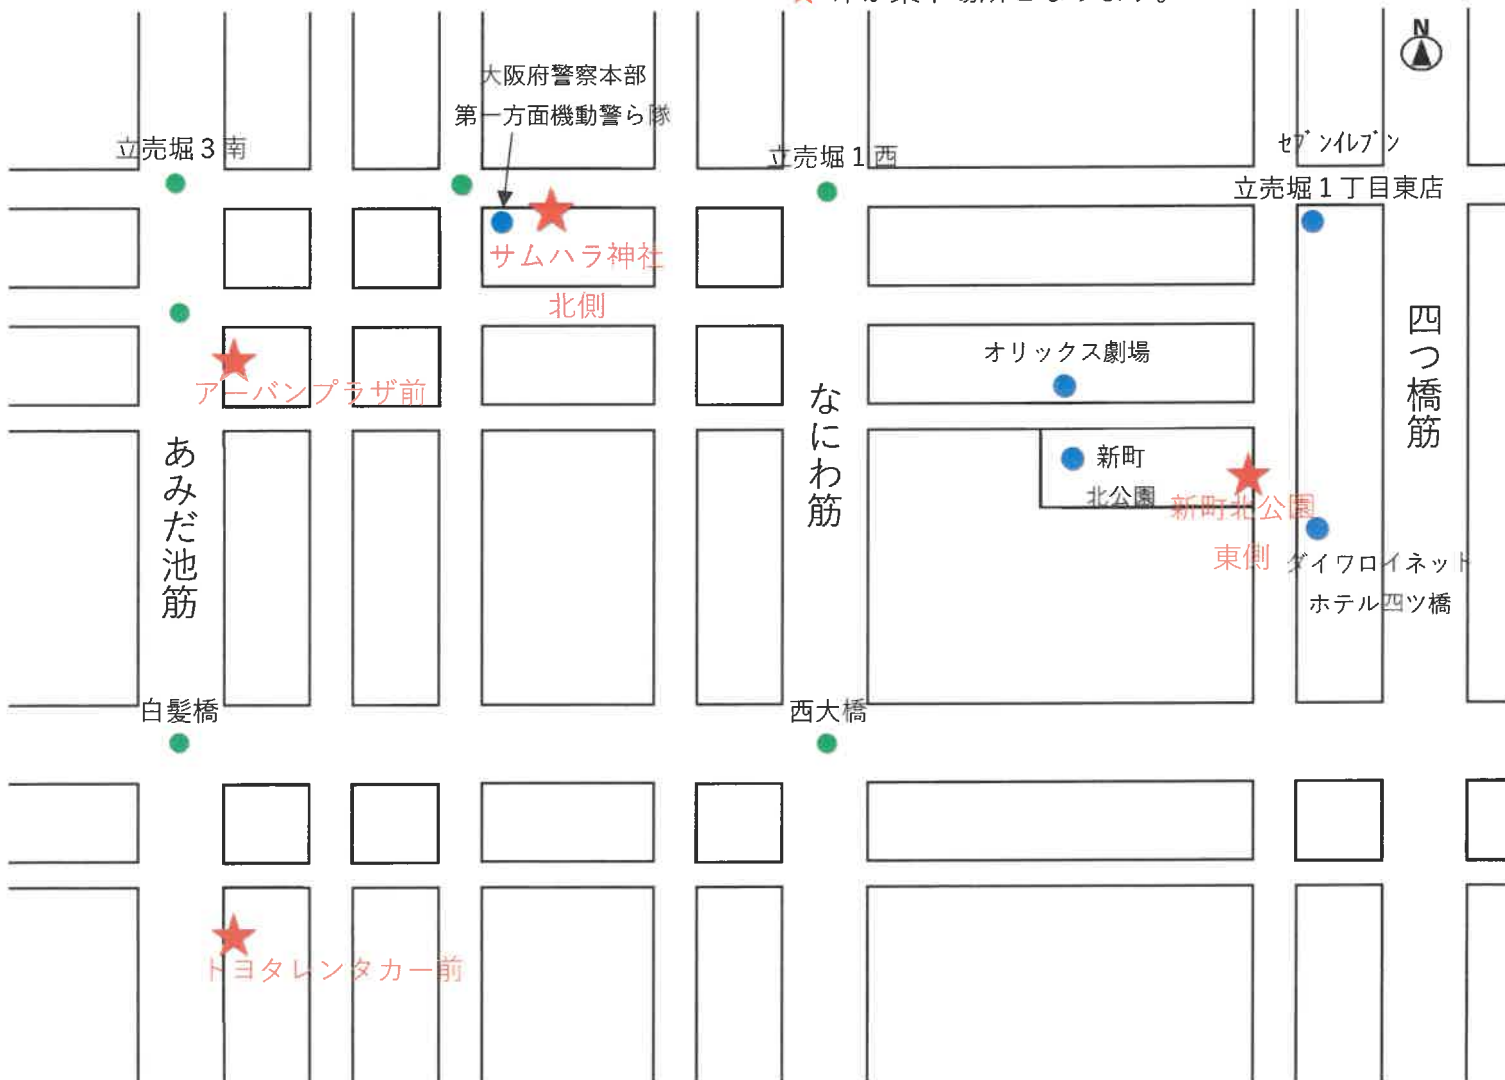 N
大阪府警察本部
第一方面機動警ら隊
立売堀3南
立売堀1西
ｾﾌﾞﾝｲﾚﾌﾞﾝ
立売堀1丁目東店
サムハラ神社
北側
四つ橋筋
オリックス劇場
アーバンプラザ前
なにわ筋
あみだ池筋
新町
北公園
新町北公園
東側
ダイワロイネット
ホテル四ツ橋
白髪橋
西大橋
トヨタレンタカー前